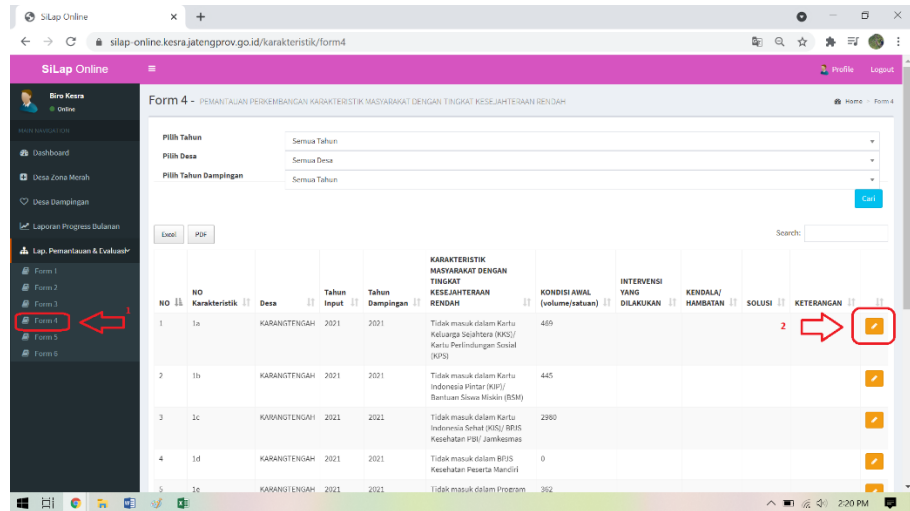 SiLap Online
silap-online.kesra.jatengprov.go.id/karakteristik/form4
SiLap Online
Profile Logout
Biro Kesra
Online
Form 4 - PEMANTAUAN PERKEMBANGAN KARAKTERISTIK MASYARAKAT DENGAN TINGKAT KESEJAHTERAAN RENDAH
Home Form 4
MAIN NAVIGATION
Dashboard
Desa Zona Merah
Desa Dampingan
Laporan Progress Bulanan
Lap. Pemantauan & Evaluasi
Form 1
Form 2
Form 3
Form 4
1
Form 5
Form 6
Pilih Tahun Semua Tahun
Pilih Desa Semua Desa
Pilih Tahun Dampingan Semua Tahun
Cari
Excel PDF
Search:
NO
NO Karakteristik
Desa
Tahun Input
Tahun Dampingan
KARAKTERISTIK MASYARAKAT DENGAN TINGKAT KESEJAHTERAAN RENDAH
KONDISI AWAL (volume/satuan)
INTERVENSI YANG DILAKUKAN
KENDALA/ HAMBATAN
SOLUSI
KETERANGAN
1 1a KARANGTENGAH 2021 2021 Tidak masuk dalam Kartu 469
Keluarga Sejahtera (KKS)/
Kartu Perlindungan Sosial
(KPS)
2
2 1b KARANGTENGAH 2021 2021 Tidak masuk dalam Kartu 445
Indonesia Pintar (KIP)/
Bantuan Siswa Miskin (BSM)
3 1c KARANGTENGAH 2021 2021 Tidak masuk dalam Kartu 2980
Indonesia Sehat (KIS)/ BPJS
Kesehatan PBI/ Jamkesmas
4 1d KARANGTENGAH 2021 2021 Tidak masuk dalam BPJS 0
Kesehatan Peserta Mandiri
5 1e KARANGTENGAH 2021 2021 Tidak masuk dalam Program 362
2:20 PM